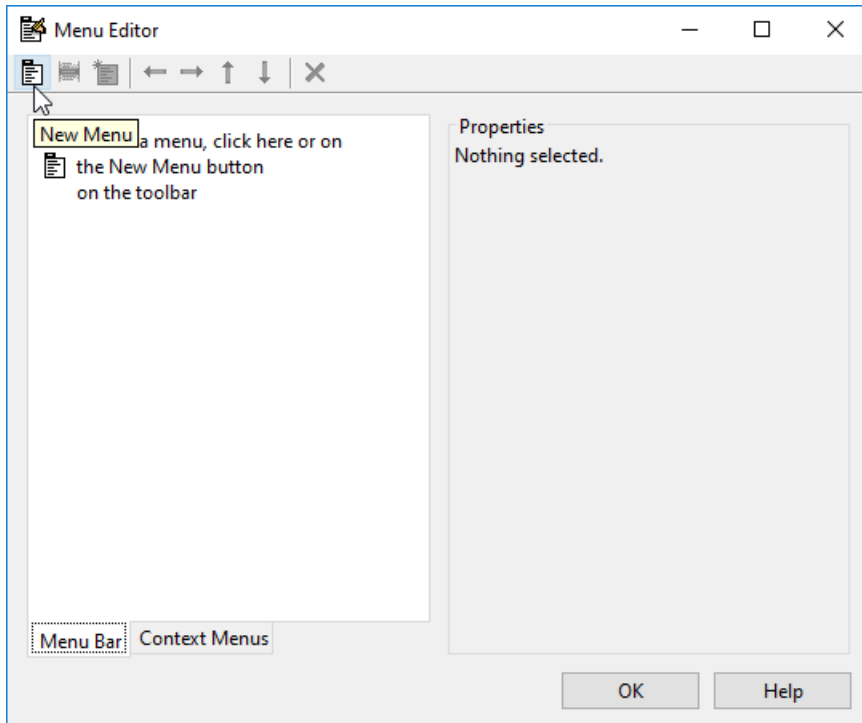 Menu Editor
New Menu
a menu, click here or on
the New Menu button
on the toolbar
Properties
Nothing selected.
Menu Bar
Context Menus
OK
Help